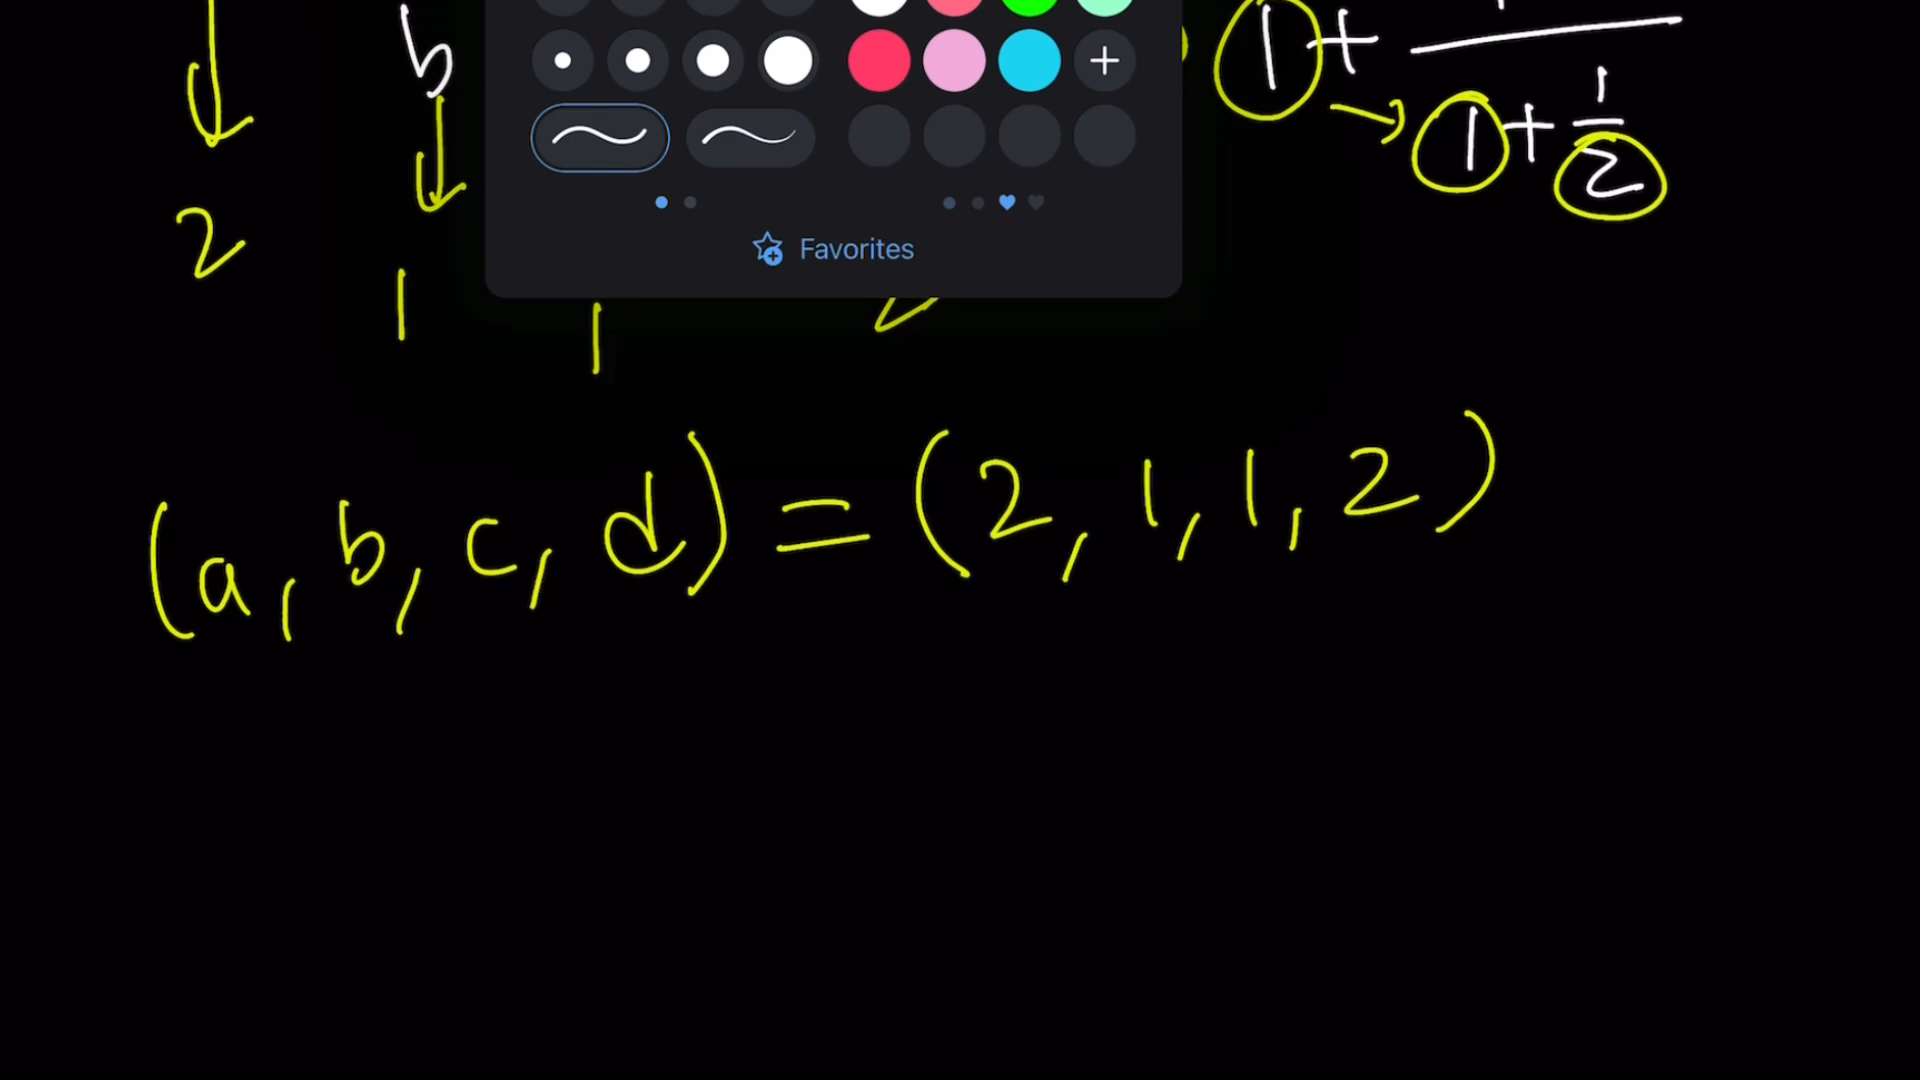 b
1 +
1 + 1
2
2
1
1
Favorites
(a, b, c, d) = (2, 1, 1, 2)